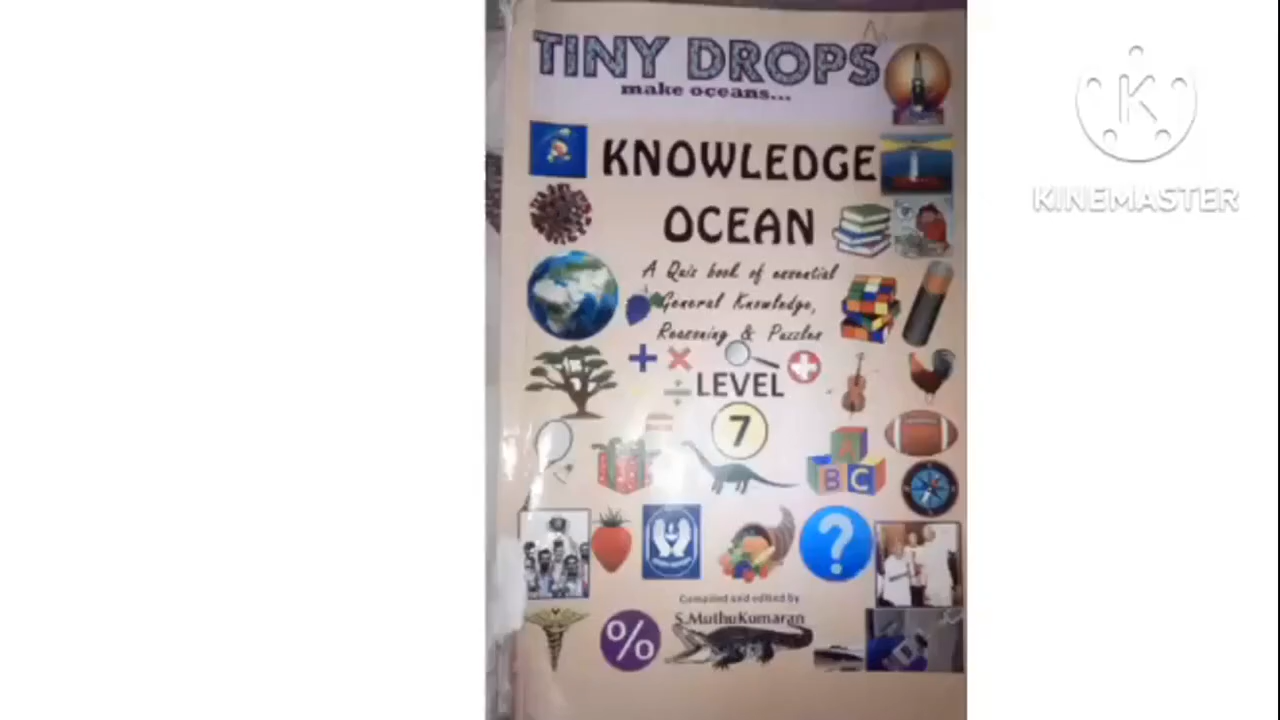 TINY DROPS
make oceans...
KNOWLEDGE
OCEAN
A Quiz book of essential
General Knowledge,
Reasoning & Puzzles
LEVEL
7
A
B C
?
Compiled and edited by
S.MuthuKumaran
%
K
KINEMASTER